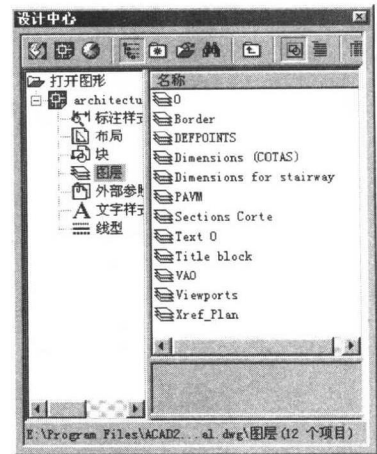 设计中心
打开图形
architectu
标注样式
布局
块
图层
外部参照
文字样式
线型
名称
0
Border
DEFPOINTS
Dimensions (COTAS)
Dimensions for stairway
PAVM
Sections Corte
Text 0
Title block
VAO
Viewports
Xref_Plan
E:\Program Files\ACAD2...al.dwg\图层(12 个项目)